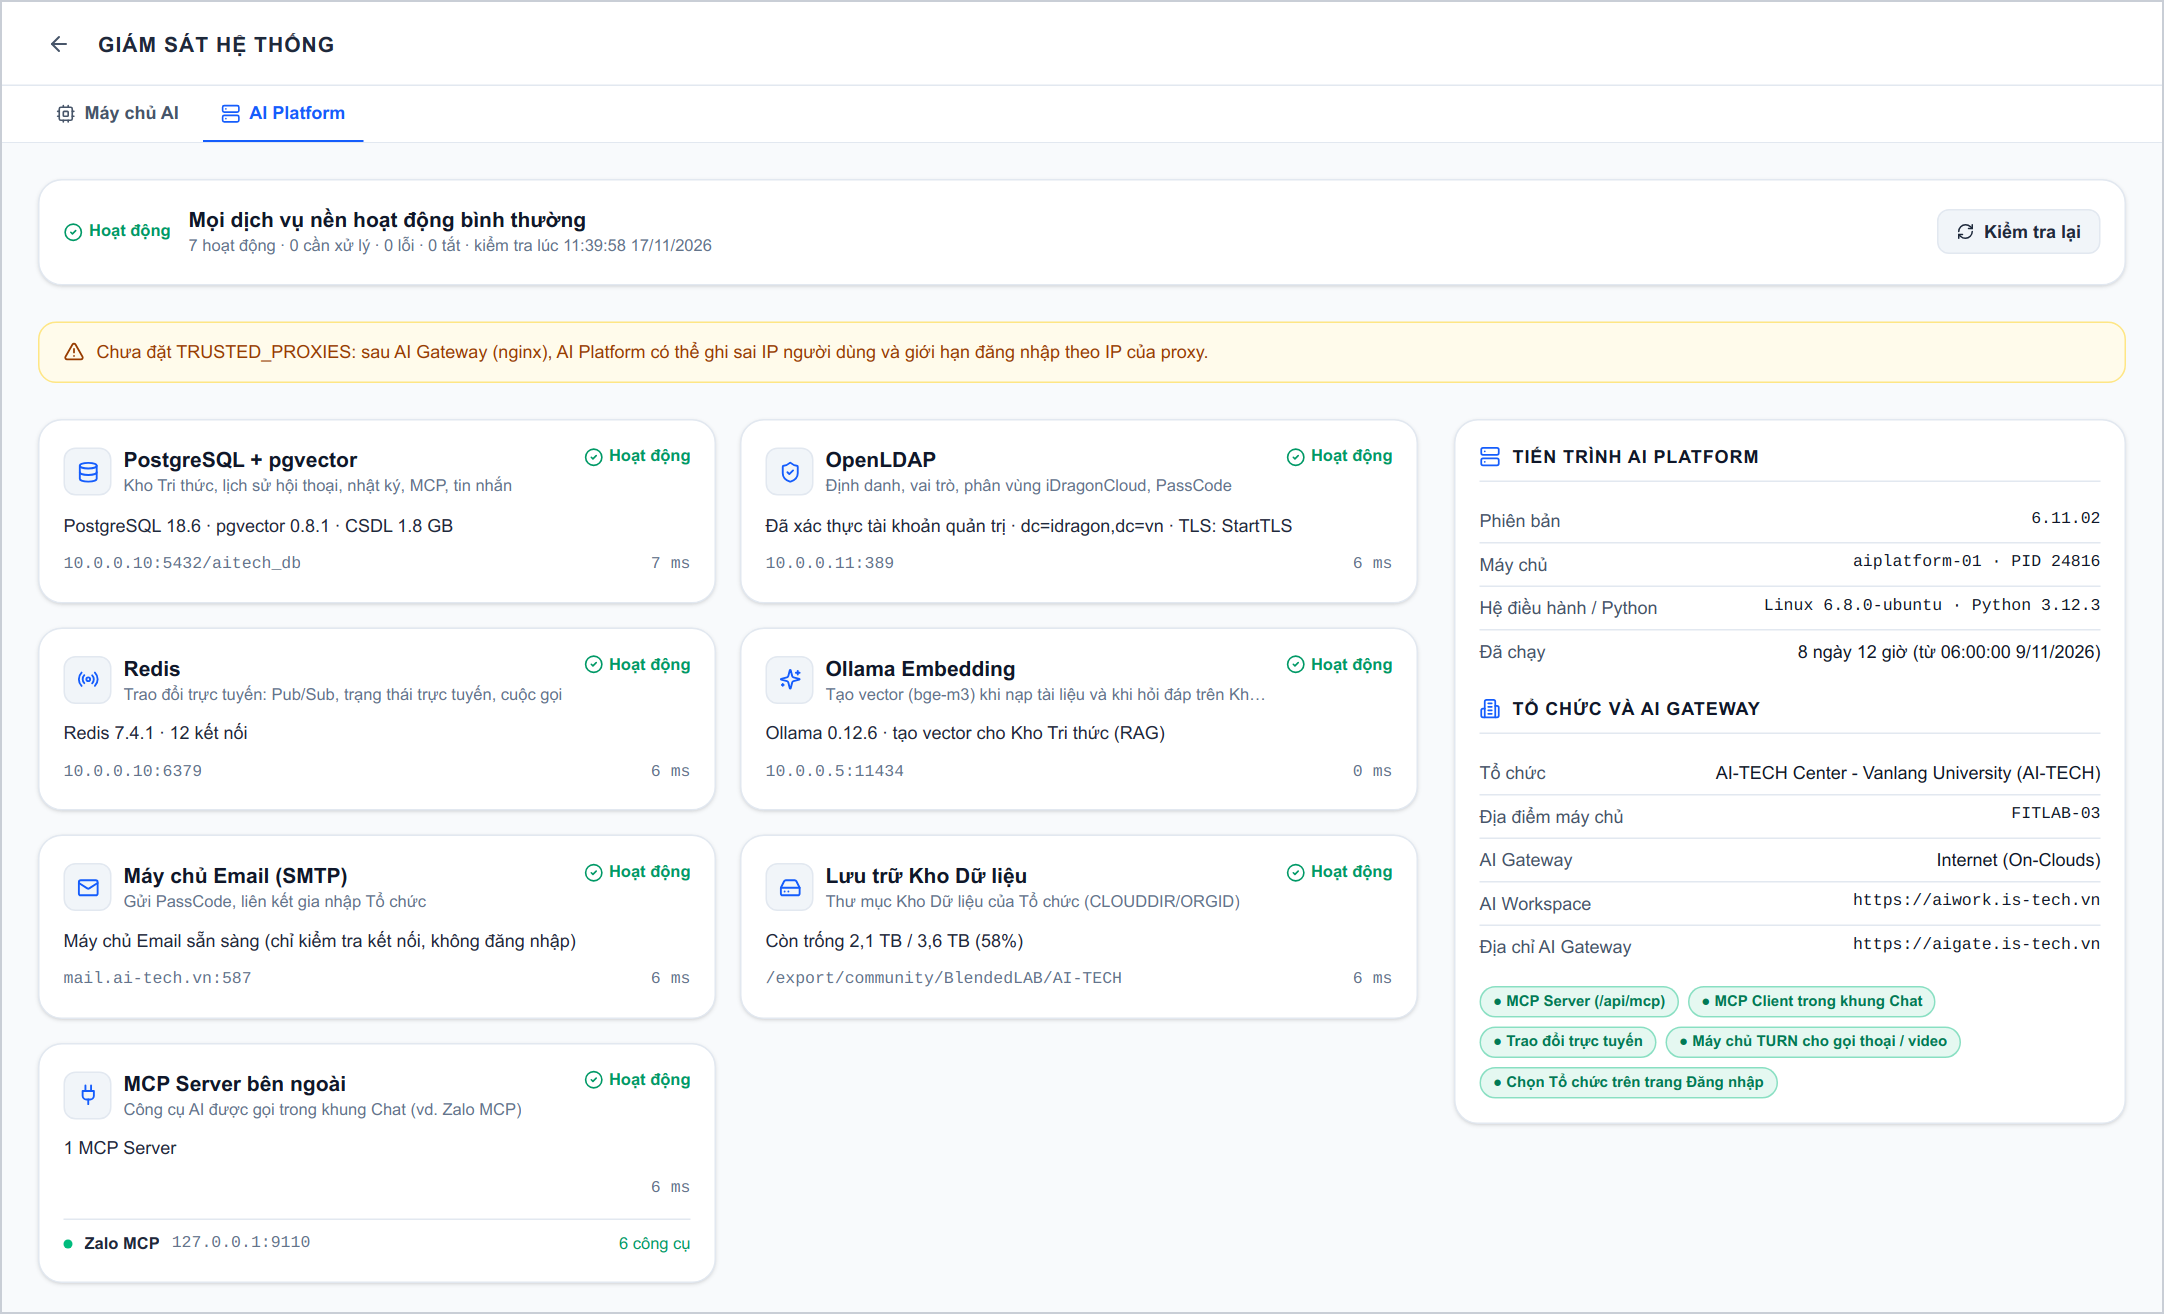 GIÁM SÁT HỆ THỐNG
Máy chủ AI
AI Platform
Hoạt động
Mọi dịch vụ nền hoạt động bình thường
7 hoạt động · 0 cần xử lý · 0 lỗi · 0 tắt · kiểm tra lúc 11:39:58 17/11/2026
Kiểm tra lại
Chưa đặt TRUSTED_PROXIES: sau AI Gateway (nginx), AI Platform có thể ghi sai IP người dùng và giới hạn đăng nhập theo IP của proxy.
PostgreSQL + pgvector
Hoạt động
Kho Tri thức, lịch sử hội thoại, nhật ký, MCP, tin nhắn
PostgreSQL 18.6 · pgvector 0.8.1 · CSDL 1.8 GB
10.0.0.10:5432/aitech_db
7 ms
OpenLDAP
Hoạt động
Định danh, vai trò, phân vùng iDragonCloud, PassCode
Đã xác thực tài khoản quản trị · dc=idragon,dc=vn · TLS: StartTLS
10.0.0.11:389
6 ms
Redis
Hoạt động
Trao đổi trực tuyến: Pub/Sub, trạng thái trực tuyến, cuộc gọi
Redis 7.4.1 · 12 kết nối
10.0.0.10:6379
6 ms
Ollama Embedding
Hoạt động
Tạo vector (bge-m3) khi nạp tài liệu và khi hỏi đáp trên Kh…
Ollama 0.12.6 · tạo vector cho Kho Tri thức (RAG)
10.0.0.5:11434
0 ms
Máy chủ Email (SMTP)
Hoạt động
Gửi PassCode, liên kết gia nhập Tổ chức
Máy chủ Email sẵn sàng (chỉ kiểm tra kết nối, không đăng nhập)
mail.ai-tech.vn:587
6 ms
Lưu trữ Kho Dữ liệu
Hoạt động
Thư mục Kho Dữ liệu của Tổ chức (CLOUDDIR/ORGID)
Còn trống 2,1 TB / 3,6 TB (58%)
/export/community/BlendedLAB/AI-TECH
6 ms
MCP Server bên ngoài
Hoạt động
Công cụ AI được gọi trong khung Chat (vd. Zalo MCP)
1 MCP Server
6 ms
Zalo MCP 127.0.0.1:9110
6 công cụ
TIẾN TRÌNH AI PLATFORM
Phiên bản
6.11.02
Máy chủ
aiplatform-01 · PID 24816
Hệ điều hành / Python
Linux 6.8.0-ubuntu · Python 3.12.3
Đã chạy
8 ngày 12 giờ (từ 06:00:00 9/11/2026)
TỔ CHỨC VÀ AI GATEWAY
Tổ chức
AI-TECH Center - Vanlang University (AI-TECH)
Địa điểm máy chủ
FITLAB-03
AI Gateway
Internet (On-Clouds)
AI Workspace
https://aiwork.is-tech.vn
Địa chỉ AI Gateway
https://aigate.is-tech.vn
● MCP Server (/api/mcp)
● MCP Client trong khung Chat
● Trao đổi trực tuyến
● Máy chủ TURN cho gọi thoại / video
● Chọn Tổ chức trên trang Đăng nhập